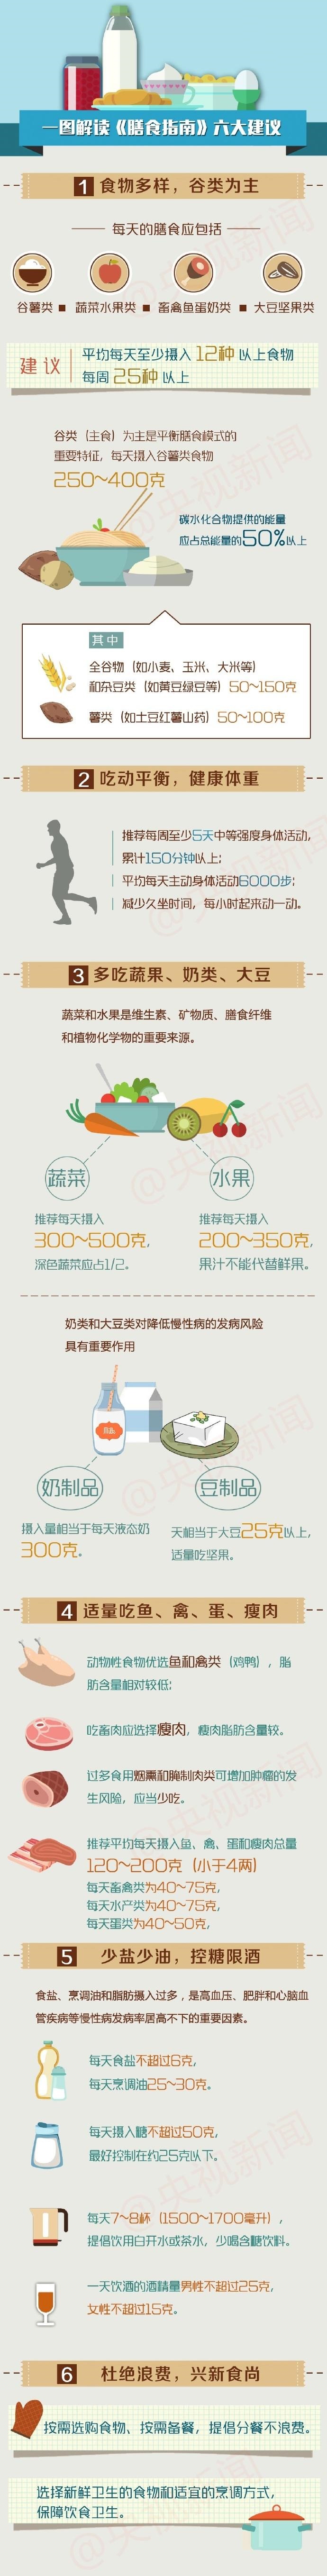 一图解读《膳食指南》六大建议
1 食物多样，谷类为主
每天的膳食应包括
谷薯类 ■ 蔬菜水果类 ■ 畜禽鱼蛋奶类 ■ 大豆坚果类
建议
平均每天至少摄入 12种 以上食物
每周 25种 以上
谷类（主食）为主是平衡膳食模式的
重要特征，每天摄入谷薯类食物
250～400克
碳水化合物提供的能量
应占总能量的50%以上
其中
全谷物（如小麦、玉米、大米等）
和杂豆类（如黄豆绿豆等）50～150克
薯类（如土豆红薯山药）50～100克
2 吃动平衡，健康体重
推荐每周至少5天中等强度身体活动，
累计150分钟以上；
平均每天主动身体活动6000步；
减少久坐时间，每小时起来动一动。
3 多吃蔬果、奶类、大豆
蔬菜和水果是维生素、矿物质、膳食纤维
和植物化学物的重要来源。
蔬菜
推荐每天摄入
300～500克，
深色蔬菜应占1/2。
水果
推荐每天摄入
200～350克，
果汁不能代替鲜果。
奶类和大豆类对降低慢性病的发病风险
具有重要作用
奶制品
摄入量相当于每天液态奶
300克。
豆制品
天相当于大豆25克以上，
适量吃坚果。
4 适量吃鱼、禽、蛋、瘦肉
动物性食物优选鱼和禽类（鸡鸭），脂
肪含量相对较低；
吃畜肉应选择瘦肉，瘦肉脂肪含量较。
过多食用烟熏和腌制肉类可增加肿瘤的发
生风险，应当少吃。
推荐平均每天摄入鱼、禽、蛋和瘦肉总量
120～200克（小于4两）
每天畜禽类为40～75克，
每天水产类为40～75克，
每天蛋类为40～50克，
5 少盐少油，控糖限酒
食盐、烹调油和脂肪摄入过多，是高血压、肥胖和心脑血
管疾病等慢性病发病率居高不下的重要因素。
每天食盐不超过6克，
每天烹调油25～30克。
每天摄入糖不超过50克，
最好控制在约25克以下。
每天7～8杯（1500～1700毫升），
提倡饮用白开水或茶水，少喝含糖饮料。
一天饮酒的酒精量男性不超过25克，
女性不超过15克。
6 杜绝浪费，兴新食尚
按需选购食物、按需备餐，提倡分餐不浪费。
选择新鲜卫生的食物和适宜的烹调方式，
保障饮食卫生。
@央视新闻